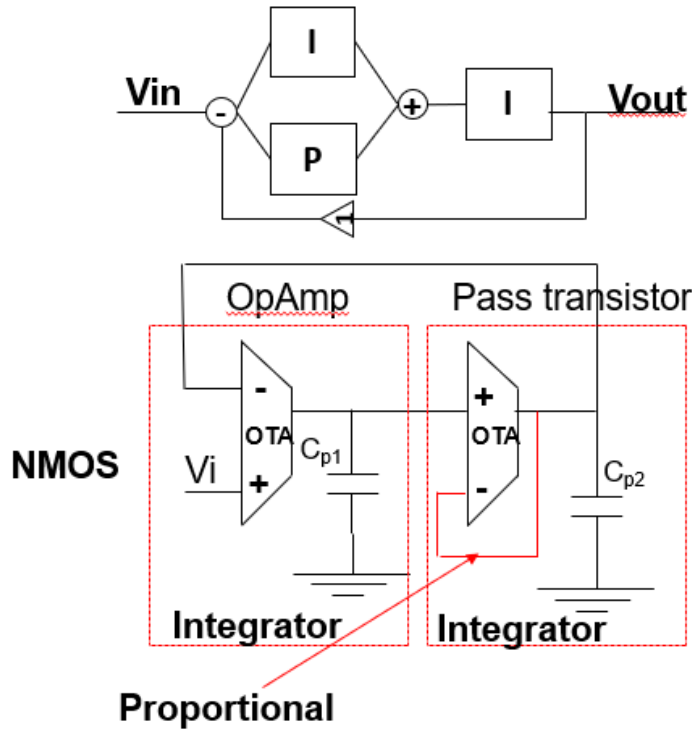 I
Vin
-
+
I
Vout
P
1
OpAmp
Pass transistor
-
+
OTA
Cp1
OTA
NMOS
Vi
+
-
Cp2
Integrator
Integrator
Proportional